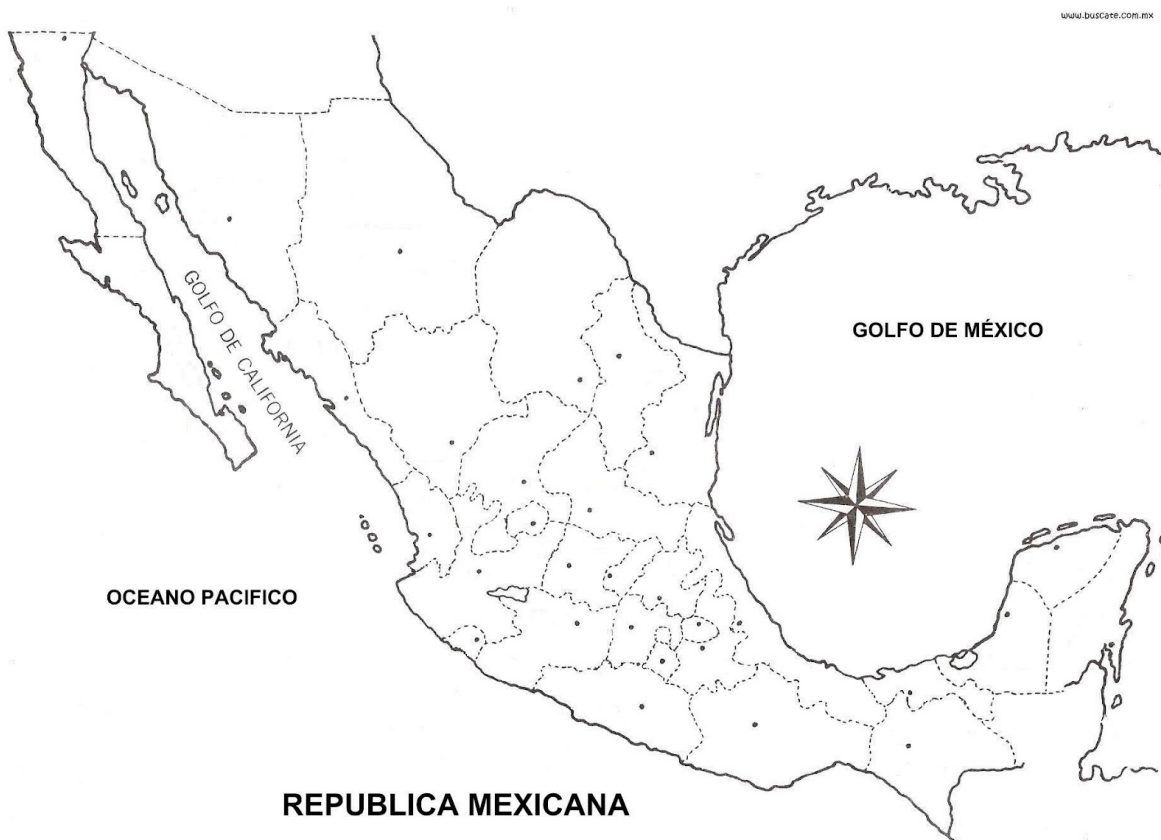 www.buscate.com.mx
GOLFO DE CALIFORNIA
GOLFO DE MÉXICO
OCEANO PACIFICO
REPUBLICA MEXICANA